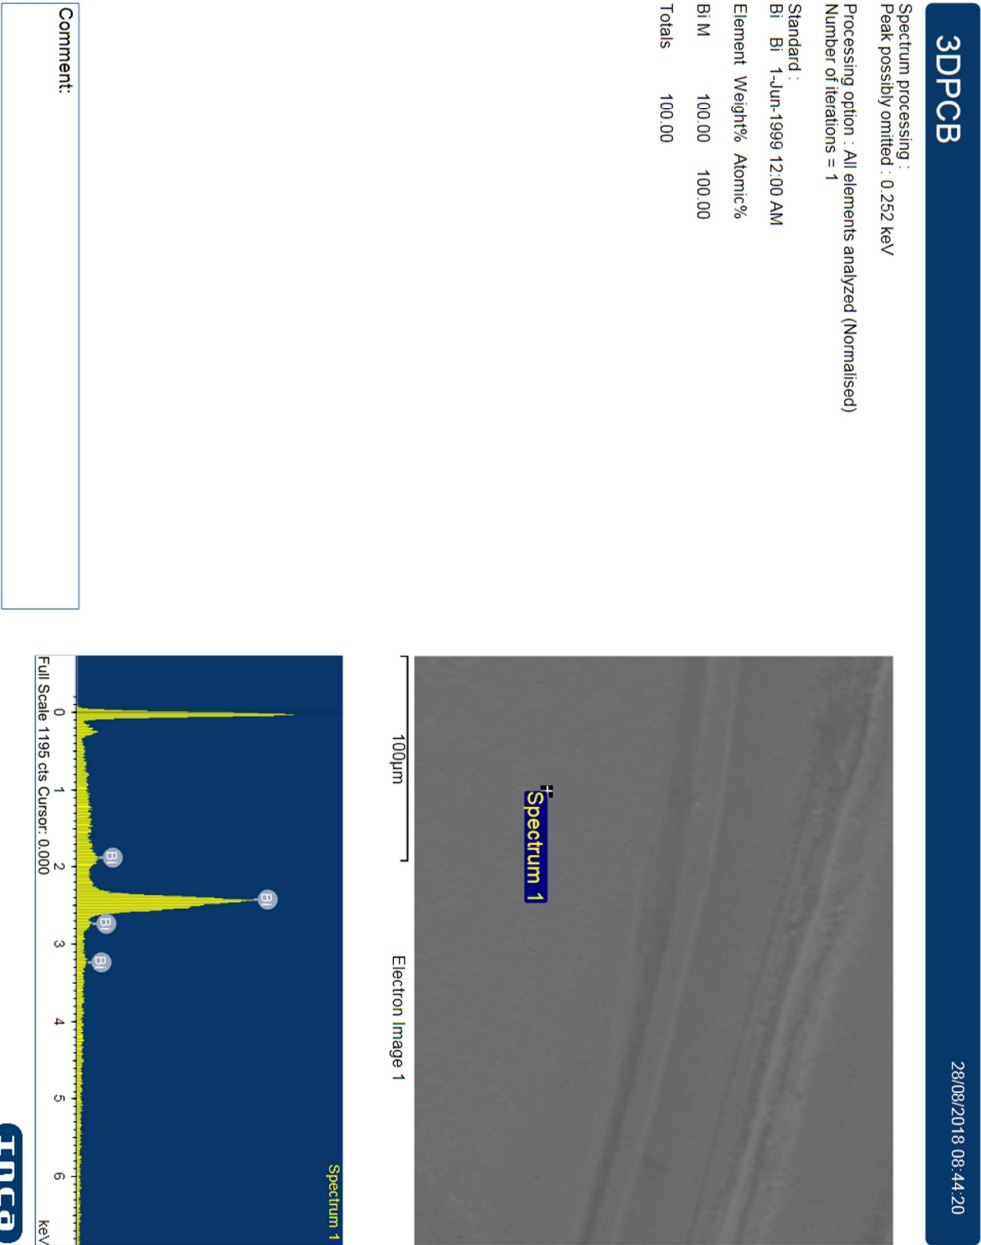 3DPCB
28/08/2018 08:44:20
Spectrum processing :
Peak possibly omitted : 0.252 keV
Processing option : All elements analyzed (Normalised)
Number of iterations = 1
Standard :
Bi Bi 1-Jun-1999 12:00 AM
Element Weight% Atomic%
Bi M 100.00 100.00
Totals 100.00
Spectrum 1
100µm
Electron Image 1
Comment:
Spectrum 1
Bi
Bi
Bi
Bi
0 1 2 3 4 5 6
Full Scale 1195 cts Cursor: 0.000
keV
Inca